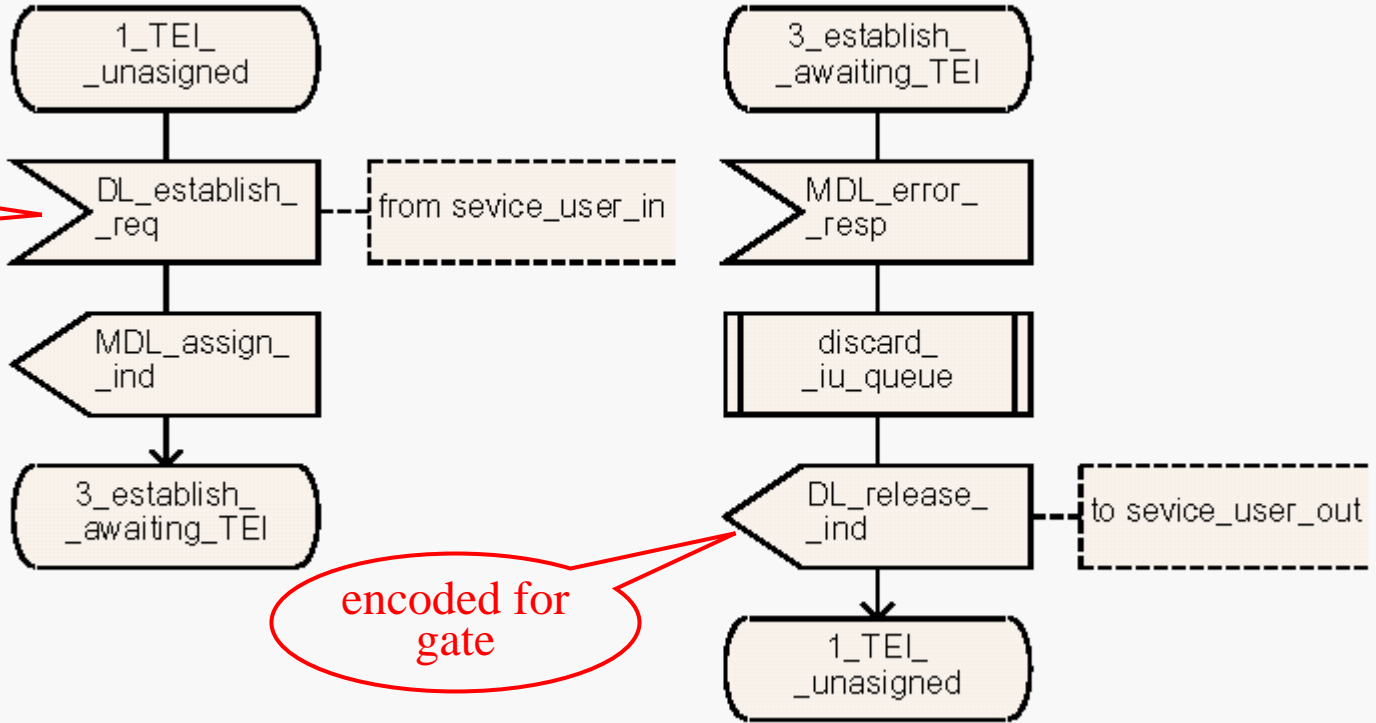 1_TEI_
_unasigned
DL_establish_
_req
from sevice_user_in
MDL_assign_
_ind
3_establish_
_awaiting_TEI
3_establish_
_awaiting_TEI
MDL_error_
_resp
discard_
_iu_queue
DL_release_
_ind
to sevice_user_out
encoded for
gate
1_TEI_
_unasigned